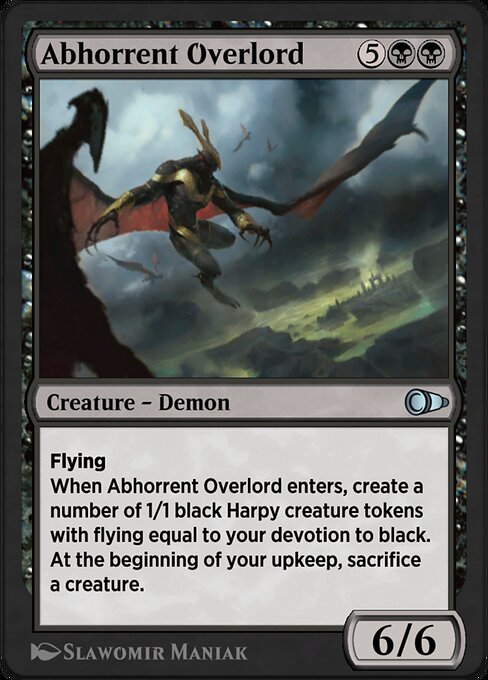 Abhorrent Overlord 5
Creature – Demon
Flying
When Abhorrent Overlord enters, create a
number of 1/1 black Harpy creature tokens
with flying equal to your devotion to black.
At the beginning of your upkeep, sacrifice
a creature.
6/6
Slawomir Maniak